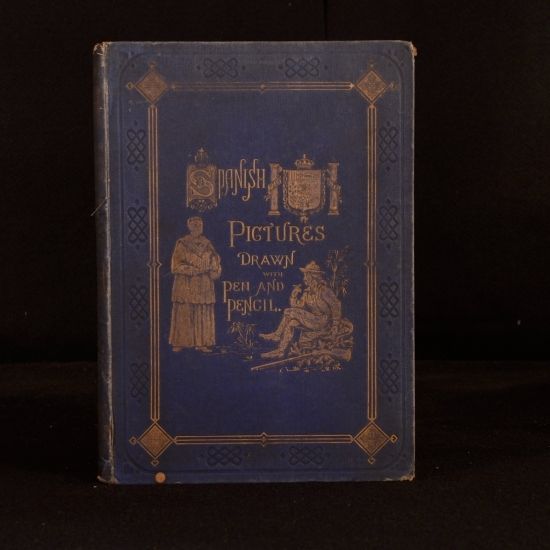 SPANISH
PICTURES
DRAWN
WITH
PEN AND
PENCIL.